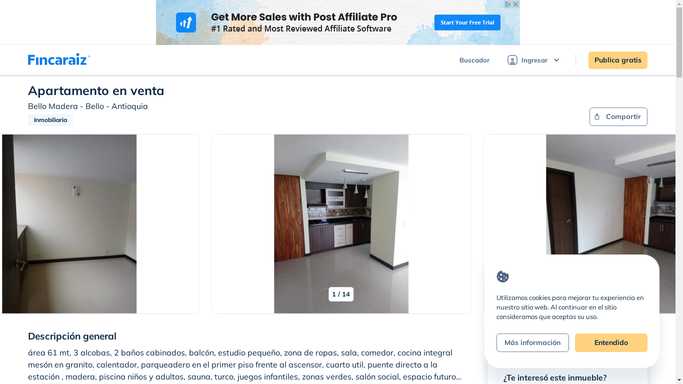 Get More Sales with Post Affiliate Pro
#1 Rated and Most Reviewed Affiliate Software
Start Your Free Trial
Fincaraiz
Buscador
Ingresar
Publica gratis
Apartamento en venta
Bello Madera - Bello - Antioquia
Inmobiliaria
Compartir
1 / 14
Utilizamos cookies para mejorar tu experiencia en
nuestro sitio web. Al continuar en el sitio
consideramos que aceptas su uso.
Más información
Entendido
Descripción general
área 61 mt, 3 alcobas, 2 baños cabinados, balcón, estudio pequeño, zona de ropas, sala, comedor, cocina integral
mesón en granito, calentador, parqueadero en el primer piso frente al ascensor, cuarto util, puente directo a la
estación , madera, piscina niños y adultos, sauna, turco, juegos infantiles, zonas verdes, salón social, espacio futuro...
¿Te interesó este inmueble?